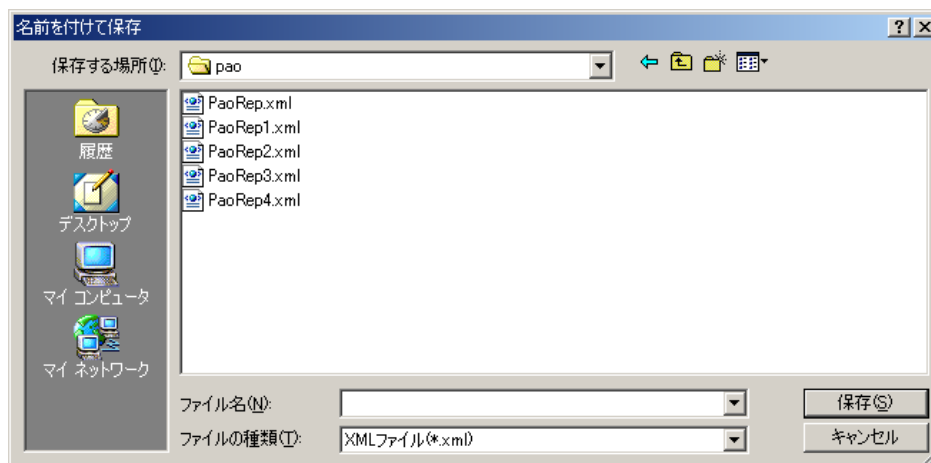 名前を付けて保存
保存する場所(I):
pao
PaoRep.xml
PaoRep1.xml
PaoRep2.xml
PaoRep3.xml
PaoRep4.xml
履歴
デスクトップ
マイ コンピュータ
マイ ネットワーク
ファイル名(N):
保存(S)
ファイルの種類(T):
XMLファイル(*.xml)
キャンセル